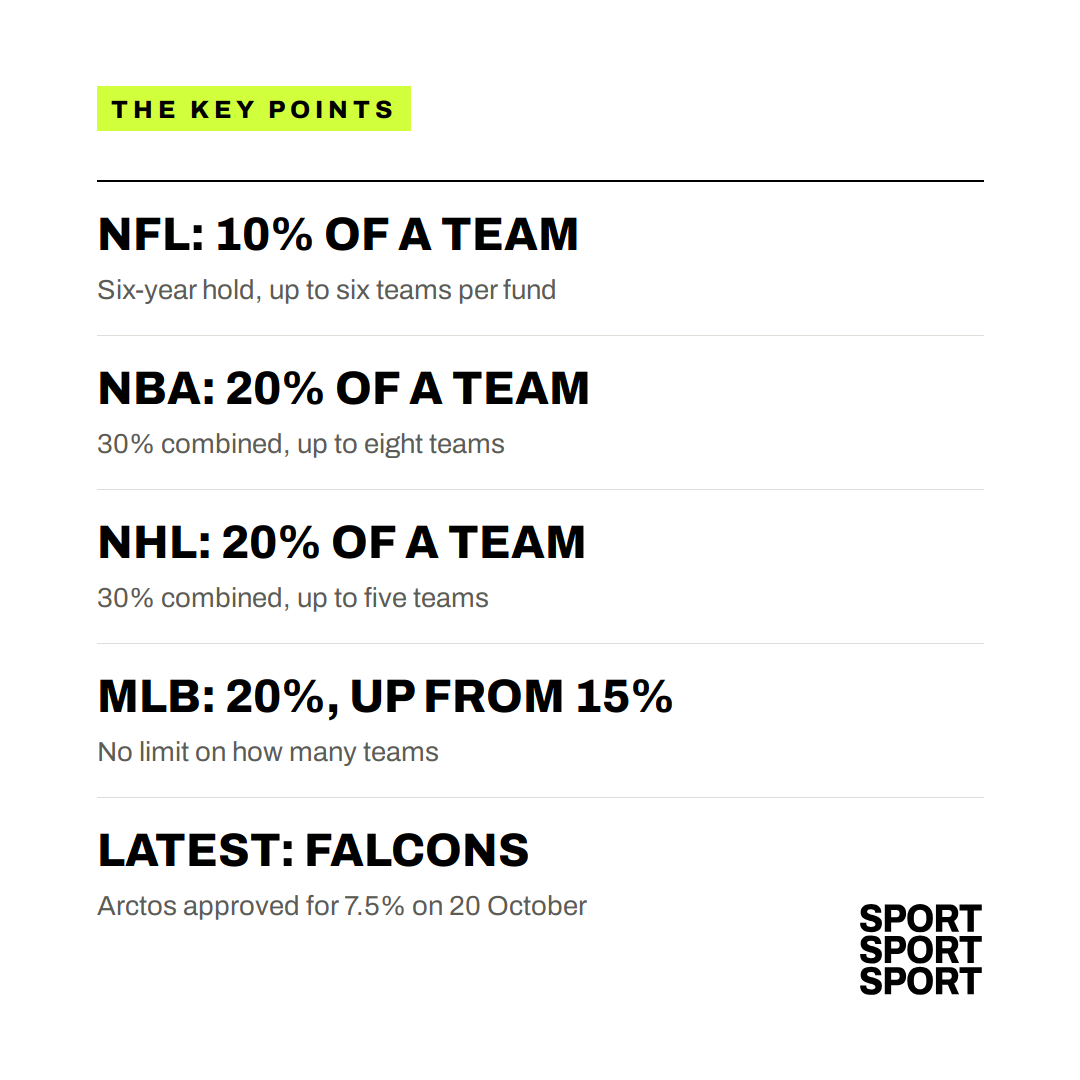 THE KEY POINTS
NFL: 10% OF A TEAM
Six-year hold, up to six teams per fund
NBA: 20% OF A TEAM
30% combined, up to eight teams
NHL: 20% OF A TEAM
30% combined, up to five teams
MLB: 20%, UP FROM 15%
No limit on how many teams
LATEST: FALCONS
Arctos approved for 7.5% on 20 October
SPORT
SPORT
SPORT